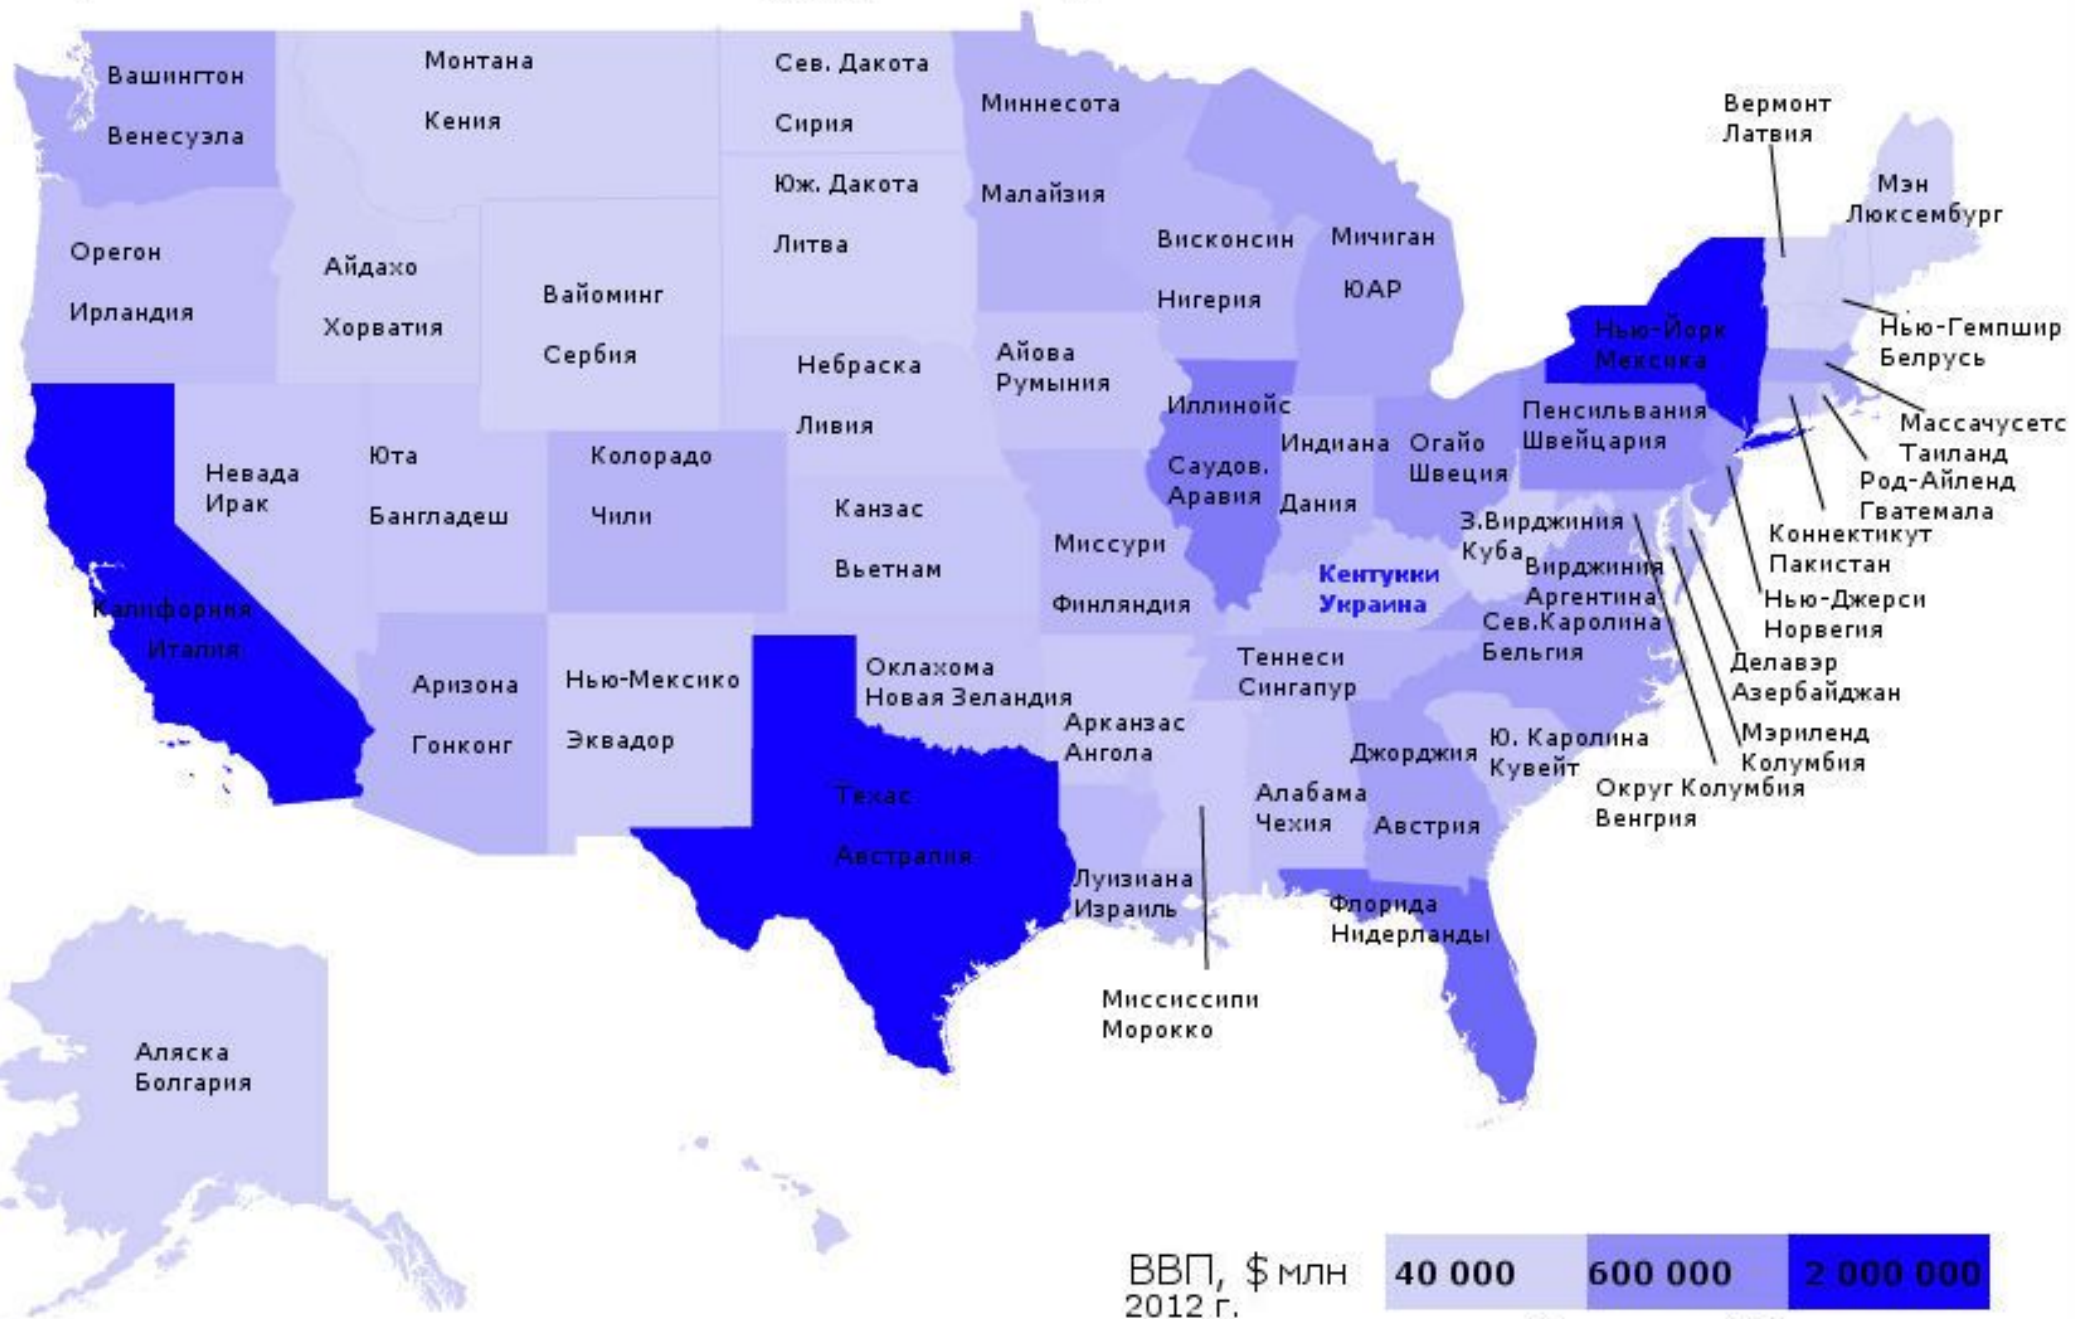 Вашингтон
Венесуэла
Монтана
Кения
Сев. Дакота
Сирия
Миннесота
Малайзия
Вермонт
Латвия
Мэн
Люксембург
Юж. Дакота
Литва
Орегон
Ирландия
Айдахо
Хорватия
Вайоминг
Сербия
Висконсин
Нигерия
Мичиган
ЮАР
Нью-Йорк
Мексика
Нью-Гемпшир
Белрусь
Небраска
Ливия
Айова
Румыния
Иллинойс
Саудов.
Аравия
Индиана
Дания
Огайо
Швеция
Пенсильвания
Швейцария
Массачусетс
Таиланд
Род-Айленд
Гватемала
Коннектикут
Пакистан
Невада
Ирак
Юта
Бангладеш
Колорадо
Чили
Канзас
Вьетнам
Миссури
Финляндия
Кентукки
Украина
З.Вирджиния
Куба
Вирджиния
Аргентина
Нью-Джерси
Норвегия
Калифорния
Италия
Сев.Каролина
Бельгия
Теннеси
Сингапур
Делавэр
Азербайджан
Аризона
Гонконг
Нью-Мексико
Эквадор
Оклахома
Новая Зеландия
Арканзас
Ангола
Джорджия
Австрия
Ю. Каролина
Кувейт
Мэриленд
Колумбия
Округ Колумбия
Венгрия
Техас
Австралия
Алабама
Чехия
Луизиана
Израиль
Флорида
Нидерланды
Миссиссипи
Морокко
Аляска
Болгария
ВВП, $ млн
2012 г.
40 000
600 000
2 000 000